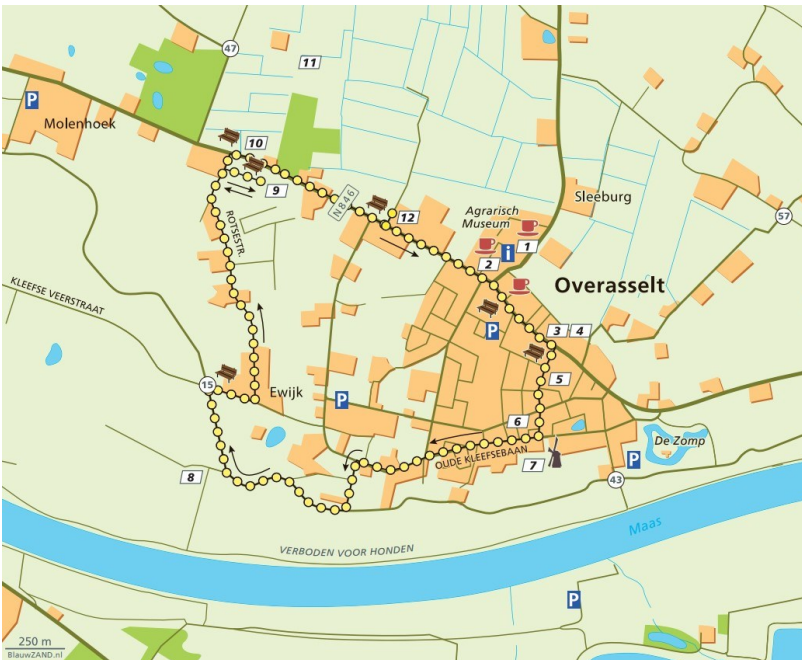 47
11
P
Molenhoek
10
9
N846
12
Agrarisch
Museum
1
i
2
Sleeburg
57
ROTSESTR.
KLEEFSE VEERSTRAAT
Overasselt
P
3
4
5
15
Ewijk
P
6
OUDE KLEEFSEBAAN
7
De Zomp
P
43
8
Maas
VERBODEN VOOR HONDEN
P
250 m
BlauwZAND.nl